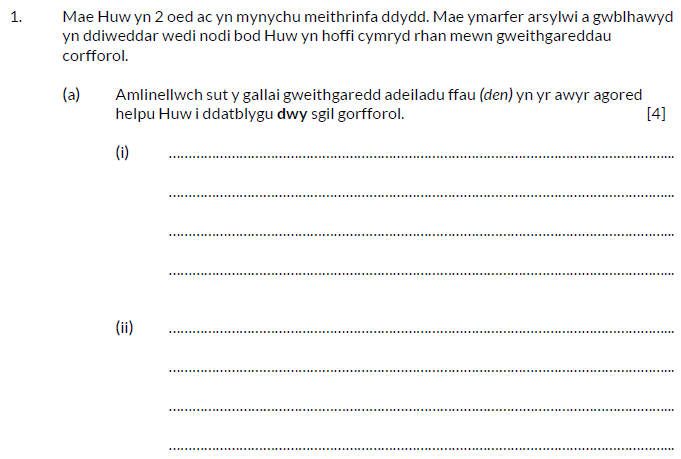 1. Mae Huw yn 2 oed ac yn mynychu meithrinfa ddydd. Mae ymarfer arsylwi a gwblhawyd
yn ddiweddar wedi nodi bod Huw yn hoffi cymryd rhan mewn gweithgareddau
corfforol.
(a) Amlinellwch sut y gallai gweithgaredd adeiladu ffau (den) yn yr awyr agored
helpu Huw i ddatblygu dwy sgil gorfforol. [4]
(i) ........................................................................
........................................................................
........................................................................
........................................................................
(ii) ........................................................................
........................................................................
........................................................................
........................................................................